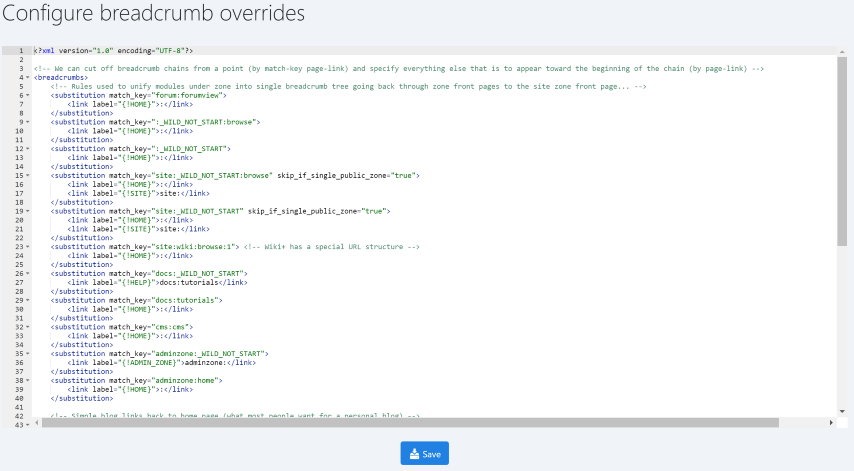 Configure breadcrumb overrides
1 <?xml version="1.0" encoding="UTF-8"?>
2
3 <!-- We can cut off breadcrumb chains from a point (by match-key page-link) and specify everything else that is to appear toward the beginning of the chain (by page-link) -->
4 <breadcrumbs>
5 <!-- Rules used to unify modules under zone into single breadcrumb tree going back through zone front pages to the site zone front page... -->
6 <substitution match_key="forum:forumview">
7 <link label="{!HOME}">:</link>
8 </substitution>
9 <substitution match_key=":_WILD_NOT_START:browse">
10 <link label="{!HOME}">:</link>
11 </substitution>
12 <substitution match_key=":_WILD_NOT_START">
13 <link label="{!HOME}">:</link>
14 </substitution>
15 <substitution match_key="site:_WILD_NOT_START:browse" skip_if_single_public_zone="true">
16 <link label="{!HOME}">:</link>
17 <link label="{!SITE}">site:</link>
18 </substitution>
19 <substitution match_key="site:_WILD_NOT_START" skip_if_single_public_zone="true">
20 <link label="{!HOME}">:</link>
21 <link label="{!SITE}">site:</link>
22 </substitution>
23 <substitution match_key="site:wiki:browse:1"> <!-- Wiki+ has a special URL structure -->
24 <link label="{!HOME}">:</link>
25 </substitution>
26 <substitution match_key="docs:_WILD_NOT_START">
27 <link label="{!HELP}">docs:tutorials</link>
28 </substitution>
29 <substitution match_key="docs:tutorials">
30 <link label="{!HOME}">:</link>
31 </substitution>
32 <substitution match_key="cms:cms">
33 <link label="{!HOME}">:</link>
34 </substitution>
35 <substitution match_key="adminzone:_WILD_NOT_START">
36 <link label="{!ADMIN_ZONE}">adminzone:</link>
37 </substitution>
38 <substitution match_key="adminzone:home">
39 <link label="{!HOME}">:</link>
40 </substitution>
41
42 <!-- Simple blog links back to home page (what most people want for a personal blog) -->
43
Save